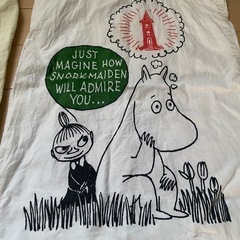 JUST
IMAGINE HOW
SNORKMAIDEN
WILL ADMIRE
YOU...